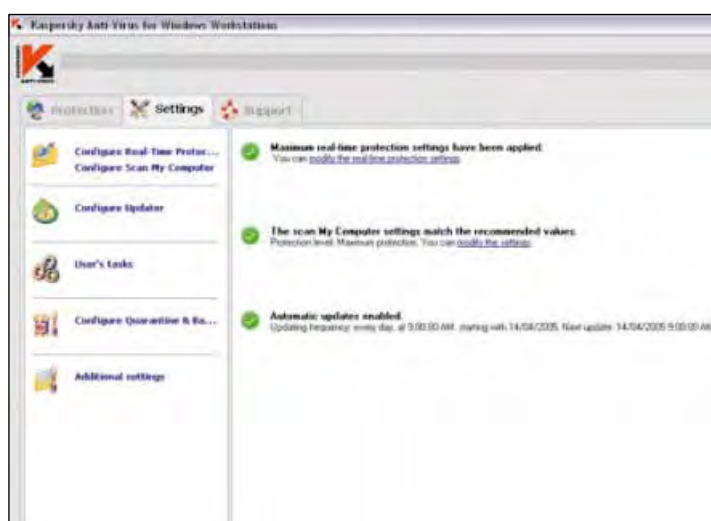 Kaspersky Anti-Virus for Windows Workstations
ANTI-VIRUS
Protection
Settings
Support
Configure Real-Time Protec...
Configure Scan My Computer
Configure Updater
User's tasks
Configure Quarantine & Ba...
Additional settings
Maximum real-time protection settings have been applied.
You can modify the real-time protection settings.
The scan My Computer settings match the recommended values.
Protection level: Maximum protection. You can modify the settings.
Automatic updates enabled.
Updating frequency: every day, at 9:00:00 AM, starting with 14/04/2005. Next update: 14/04/2005 9:00:00 AM